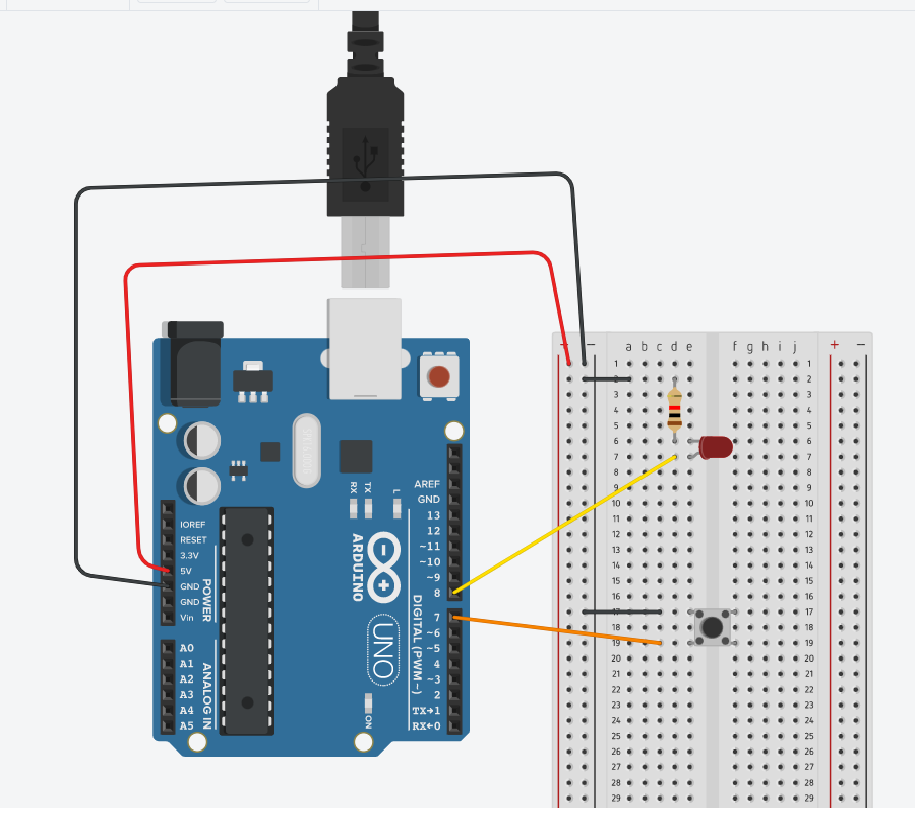 + − a b c d e f g h i j + −
1 1
2 2
3 3
4 4
5 5
6 6
7 7
8 8
9 9
10 10
11 11
12 12
13 13
14 14
15 15
16 16
17 17
18 18
19 19
20 20
21 21
22 22
23 23
24 24
25 25
26 26
27 27
28 28
29 29
IOREF
RESET
3.3V
5V
GND
GND
Vin
POWER
A0
A1
A2
A3
A4
A5
ANALOG IN
RX TX L
ARDUINO
UNO
ON
AREF
GND
13
12
~11
~10
~9
8
7
~6
~5
4
~3
2
TX→1
RX←0
DIGITAL (PWM ~)